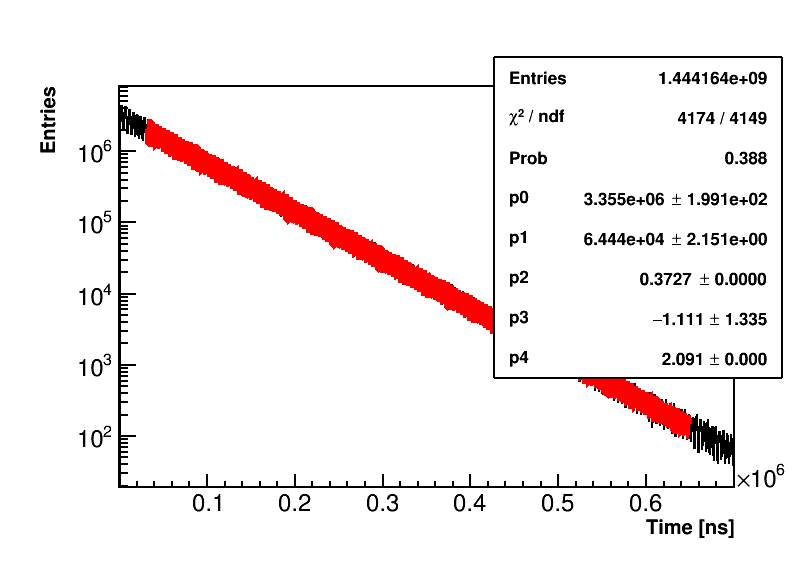 Entries 1.444164e+09
χ² / ndf 4174 / 4149
Prob 0.388
p0 3.355e+06 ± 1.991e+02
p1 6.444e+04 ± 2.151e+00
p2 0.3727 ± 0.0000
p3 −1.111 ± 1.335
p4 2.091 ± 0.000
Entries
10⁶
10⁵
10⁴
10³
10²
0.1 0.2 0.3 0.4 0.5 0.6
×10⁶
Time [ns]